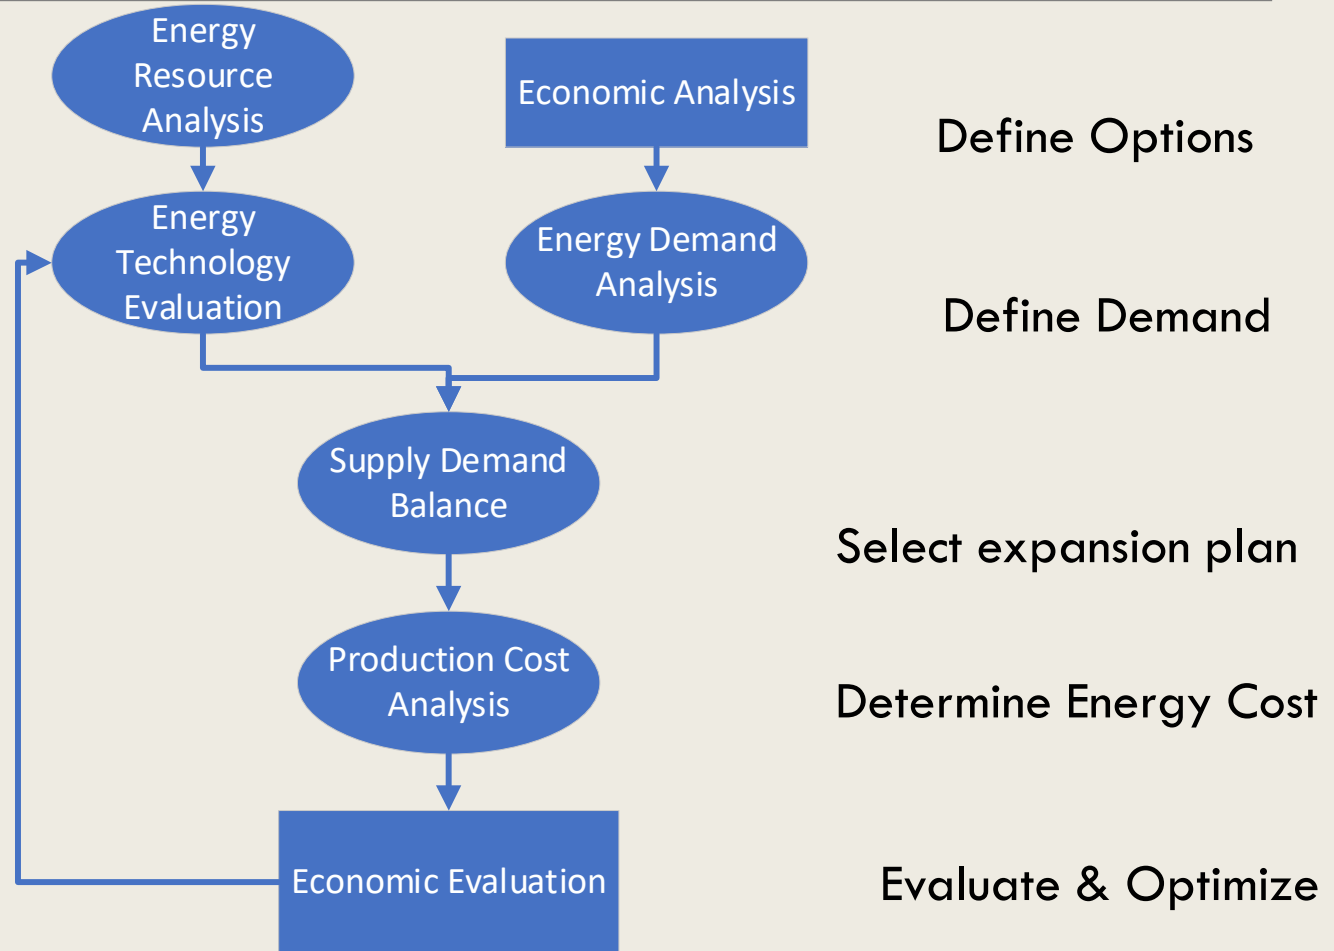 Energy
Resource
Analysis
Economic Analysis
Define Options
Energy
Technology
Evaluation
Energy Demand
Analysis
Define Demand
Supply Demand
Balance
Select expansion plan
Production Cost
Analysis
Determine Energy Cost
Economic Evaluation
Evaluate & Optimize